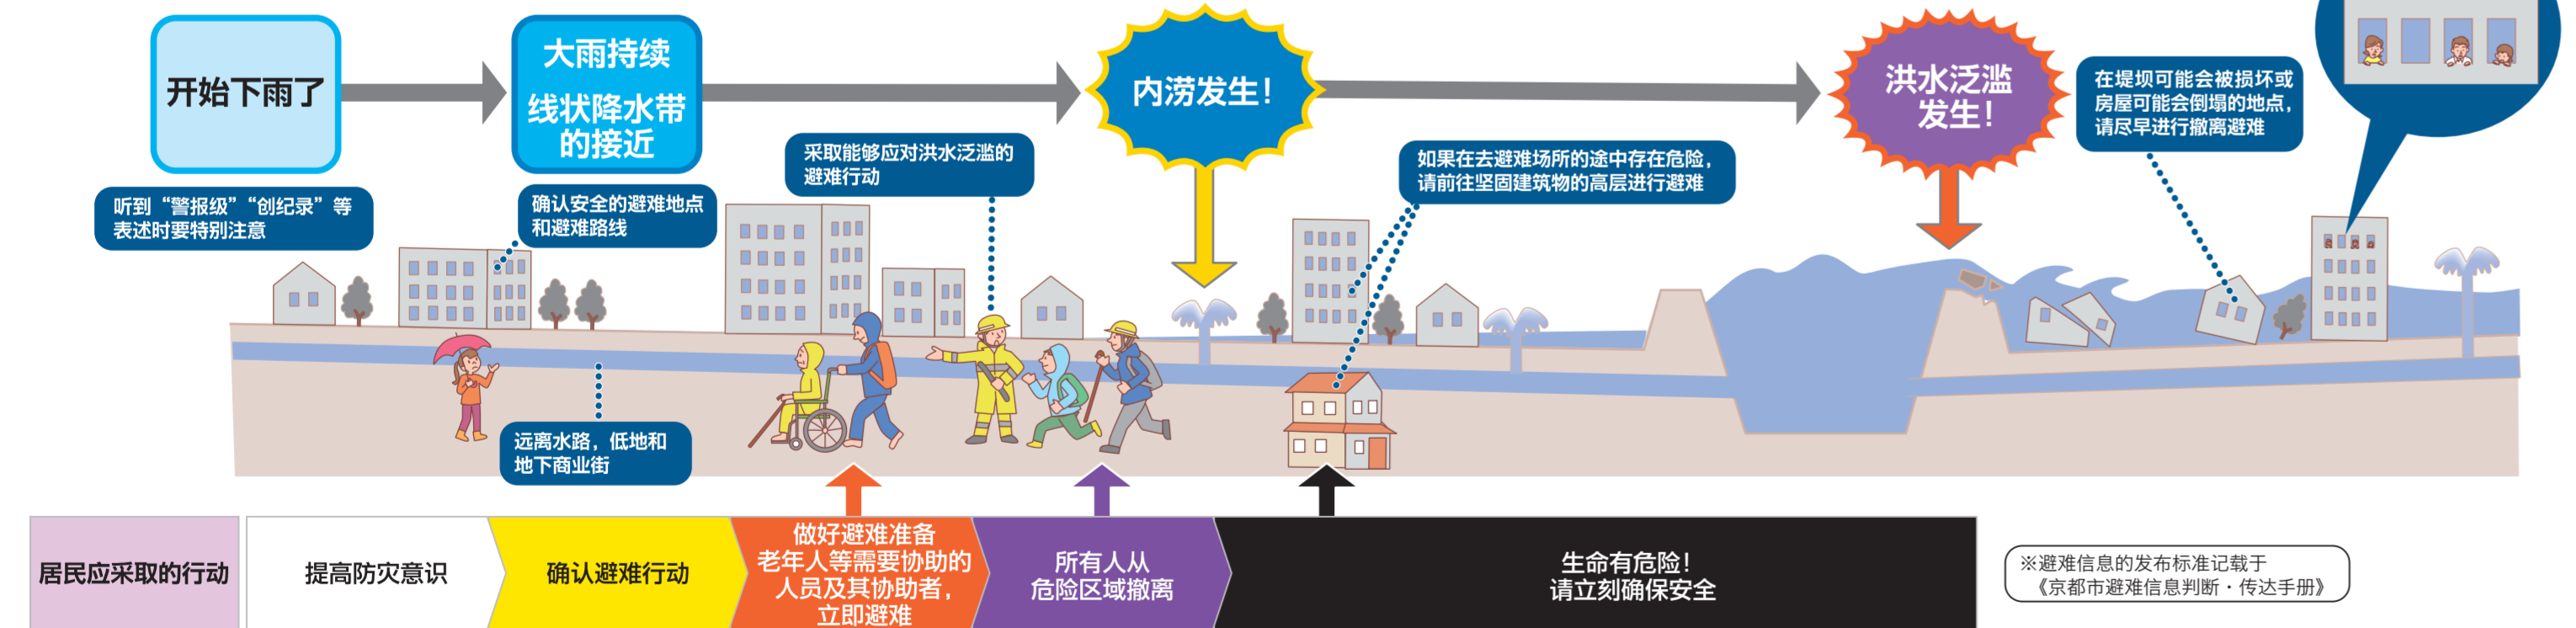 开始下雨了
大雨持续
线状降水带
的接近
内涝发生！
洪水泛滥
发生！
在堤坝可能会被损坏或
房屋可能会倒塌的地点，
请尽早进行撤离避难
听到“警报级”“创纪录”等
表述时要特别注意
确认安全的避难地点
和避难路线
采取能够应对洪水泛滥的
避难行动
如果在去避难场所的途中存在危险，
请前往坚固建筑物的高层进行避难
远离水路，低地和
地下商业街
居民应采取的行动
提高防灾意识
确认避难行动
做好避难准备
老年人等需要协助的
人员及其协助者，
立即避难
所有人从
危险区域撤离
生命有危险！
请立刻确保安全
※避难信息的发布标准记载于
《京都市避难信息判断・传达手册》